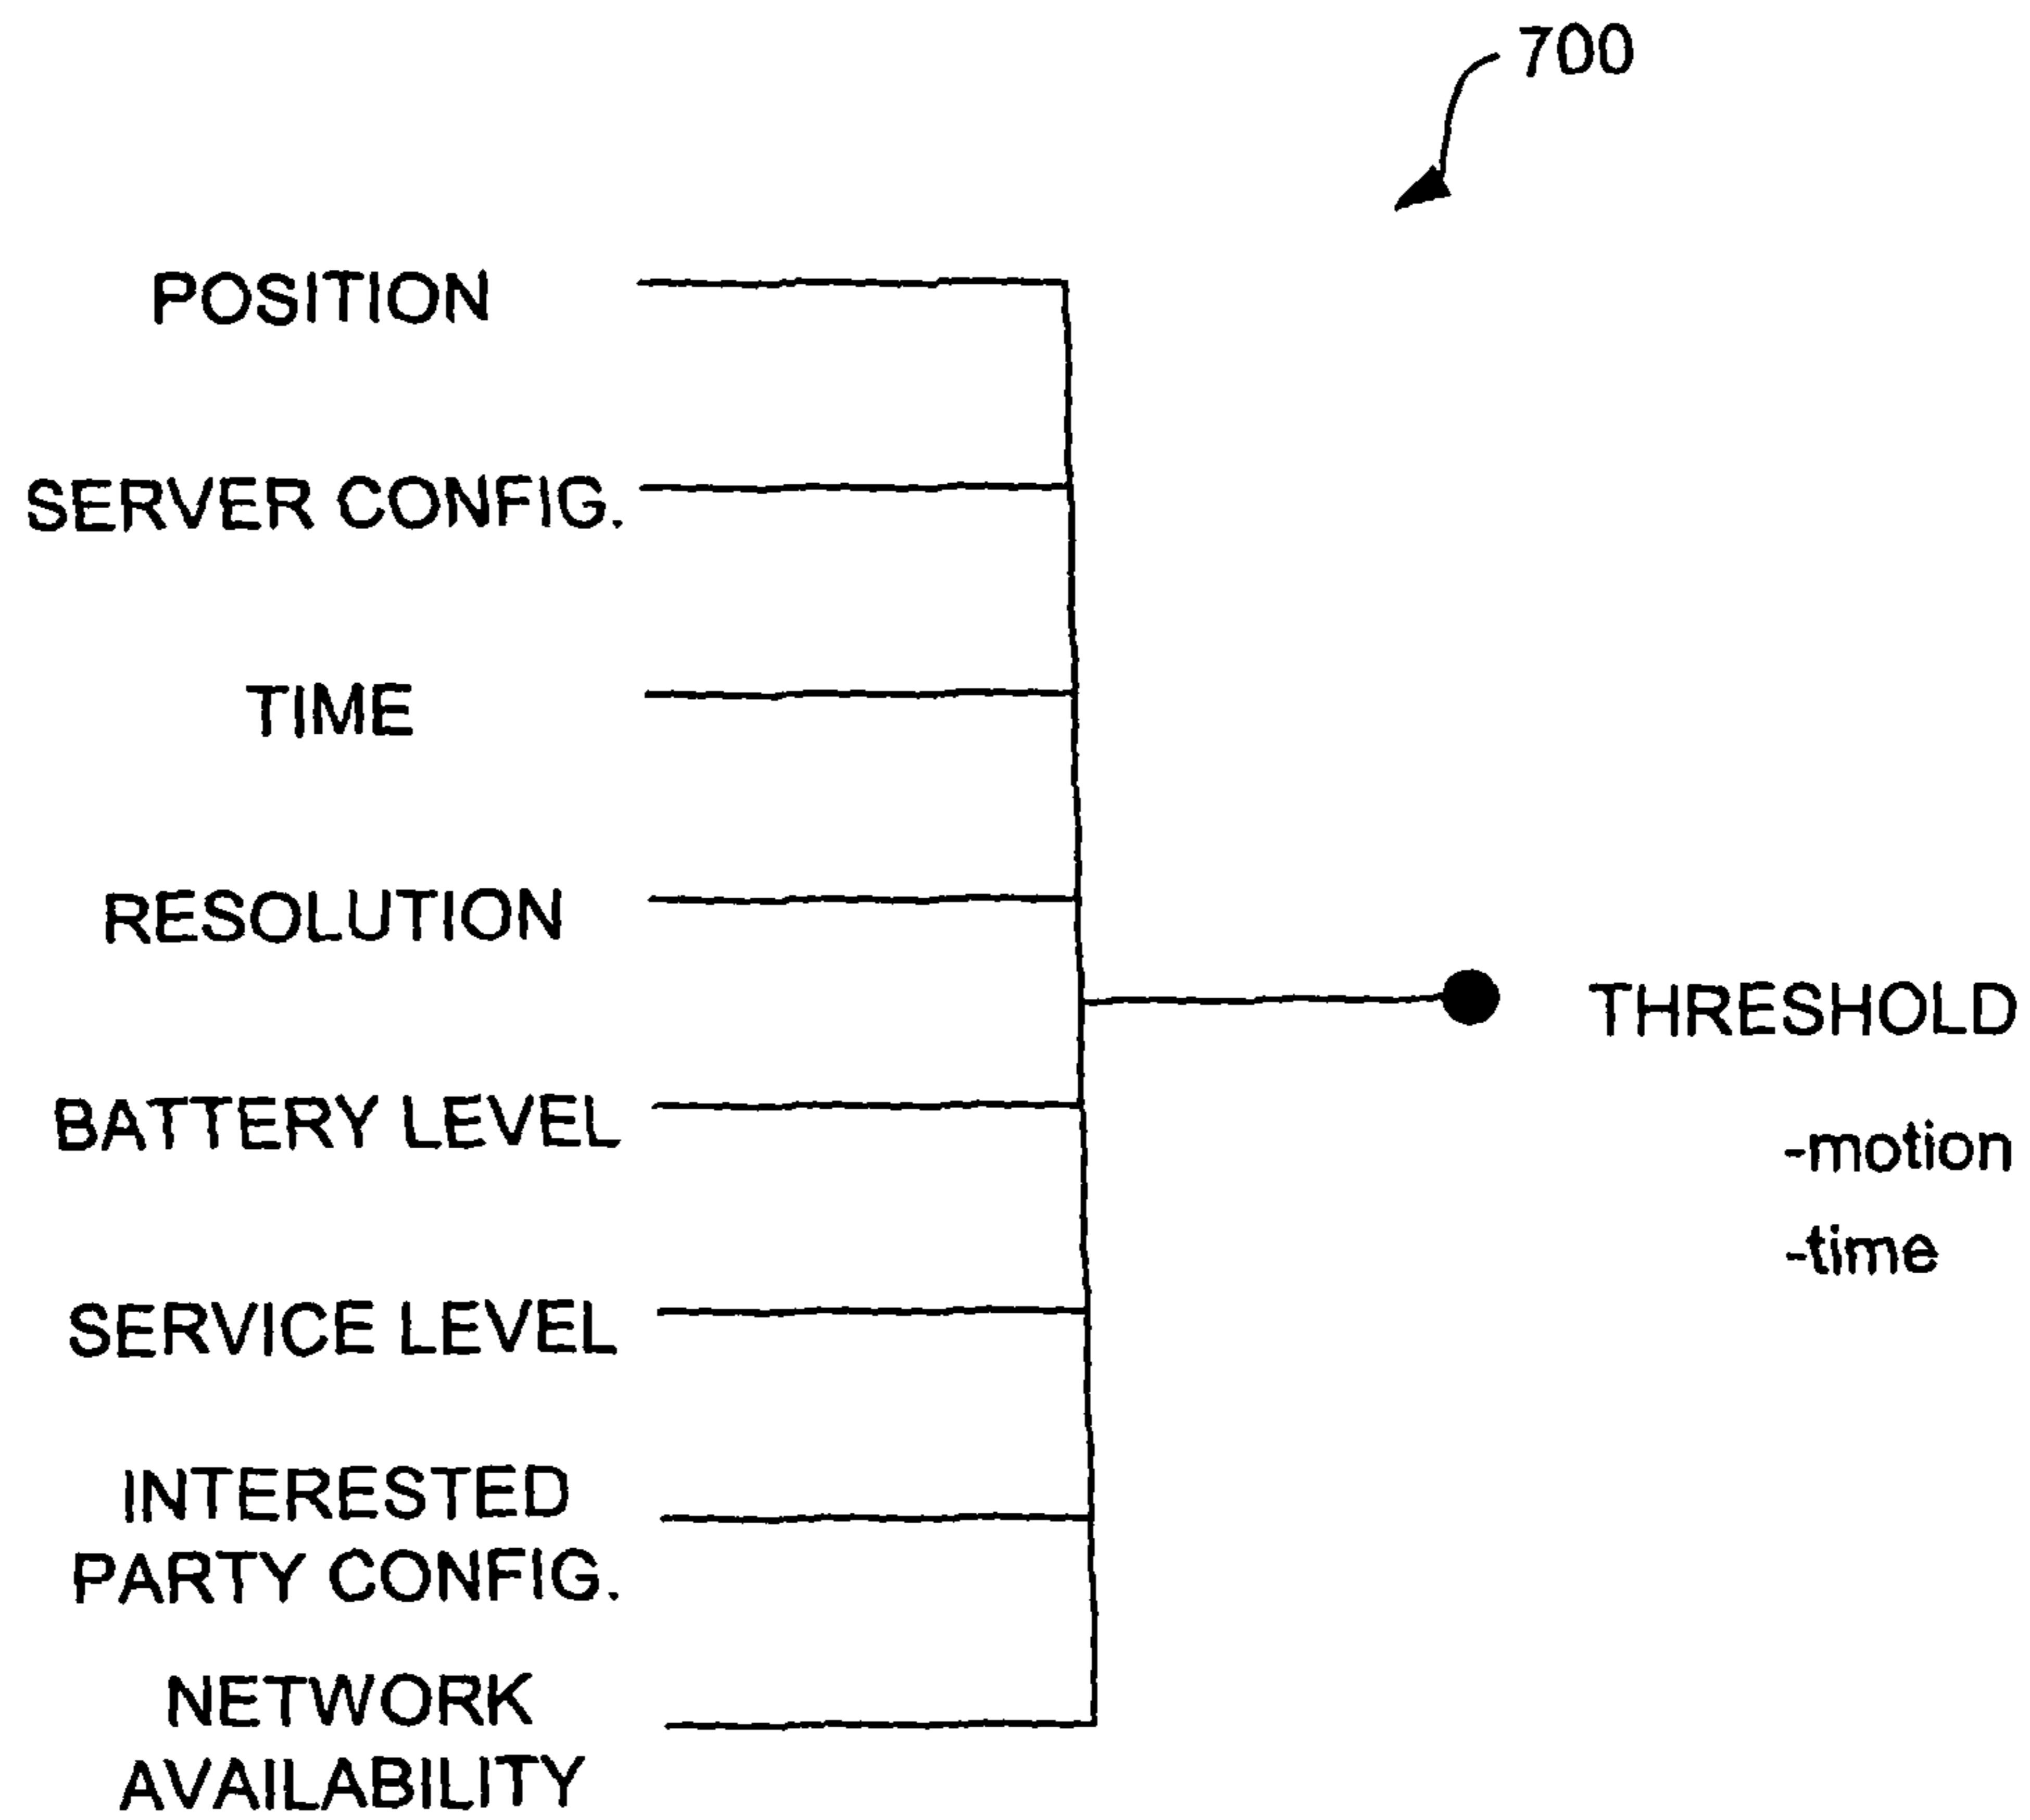 700
POSITION
SERVER CONFIG.
TIME
RESOLUTION
THRESHOLD
-motion
-time
BATTERY LEVEL
SERVICE LEVEL
INTERESTED
PARTY CONFIG.
NETWORK
AVAILABILITY